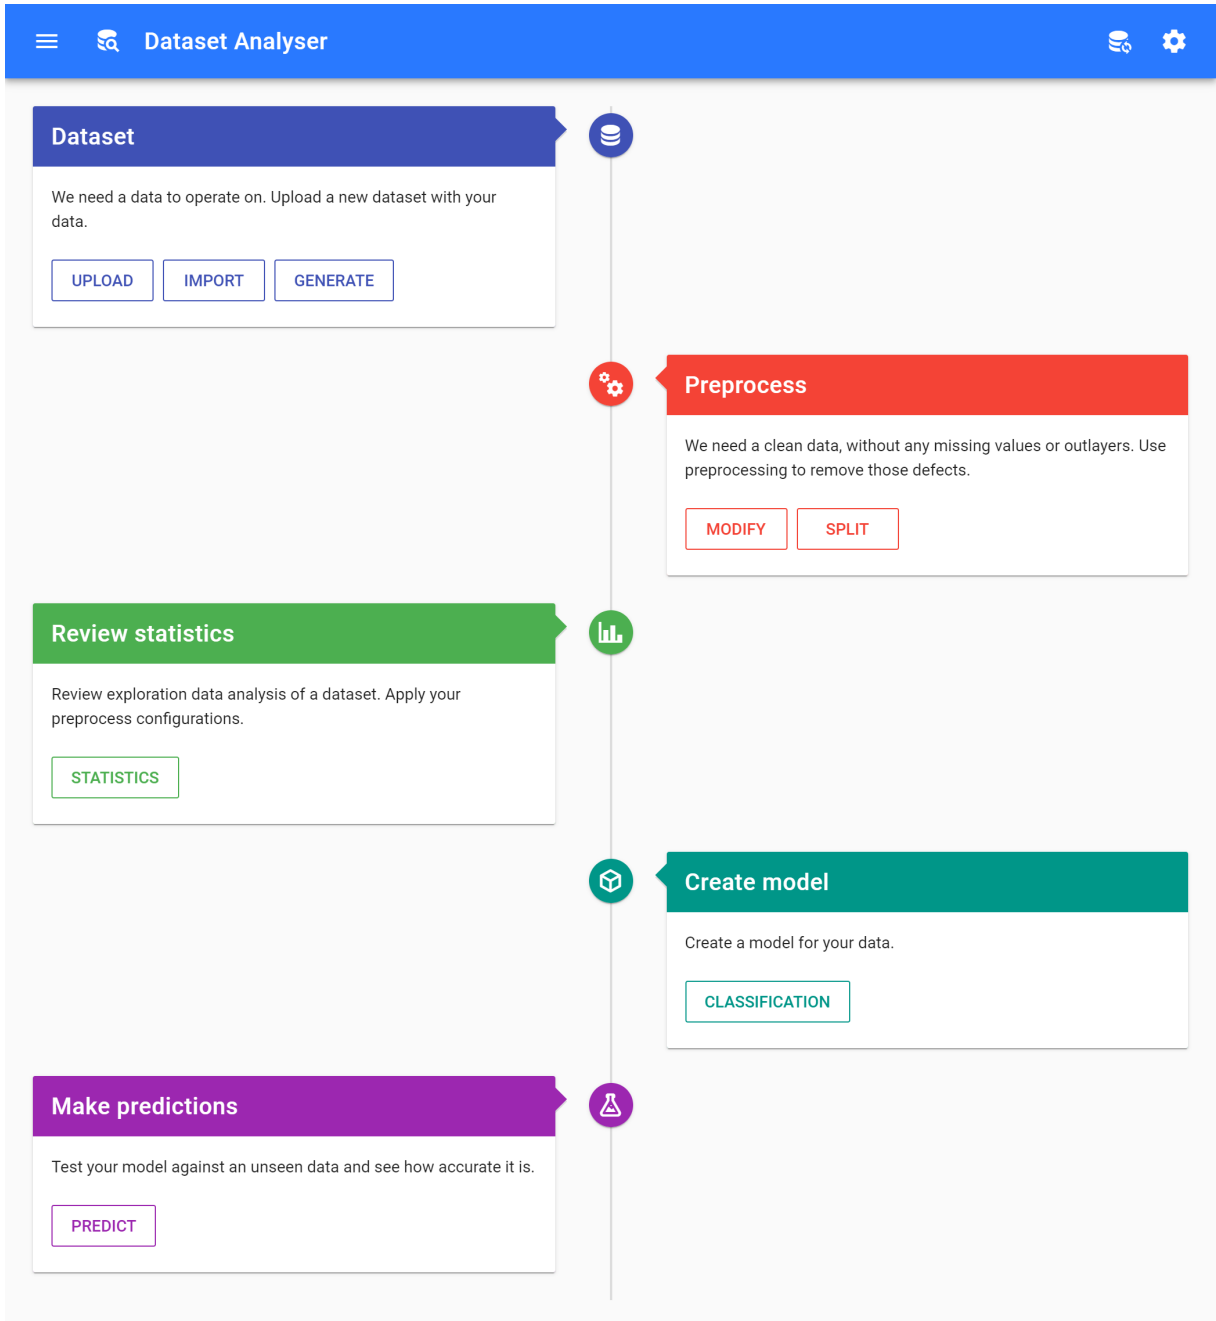 Dataset Analyser
Dataset
We need a data to operate on. Upload a new dataset with your
data.
UPLOAD IMPORT GENERATE
Preprocess
We need a clean data, without any missing values or outlayers. Use
preprocessing to remove those defects.
MODIFY SPLIT
Review statistics
Review exploration data analysis of a dataset. Apply your
preprocess configurations.
STATISTICS
Create model
Create a model for your data.
CLASSIFICATION
Make predictions
Test your model against an unseen data and see how accurate it is.
PREDICT